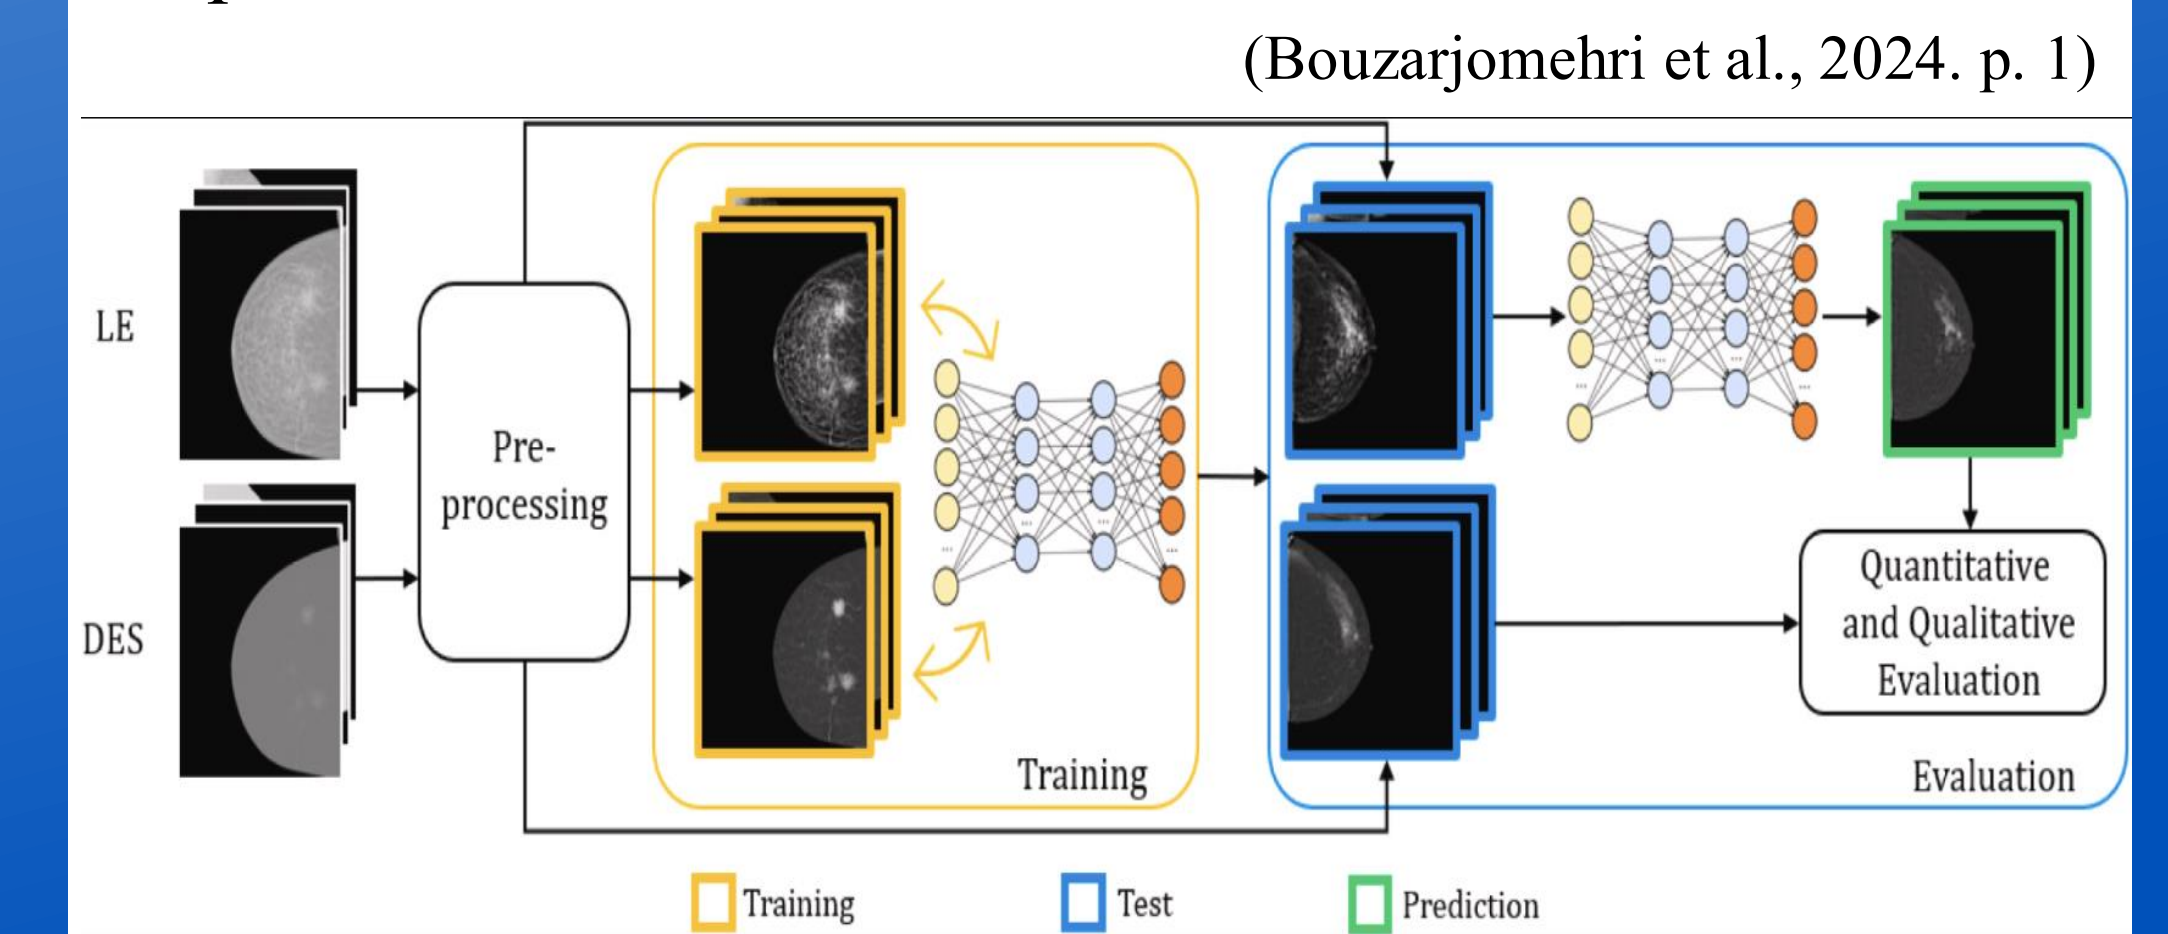 (Bouzarjomehri et al., 2024. p. 1)
LE
DES
Pre-
processing
Training
Quantitative
and Qualitative
Evaluation
Evaluation
Training
Test
Prediction